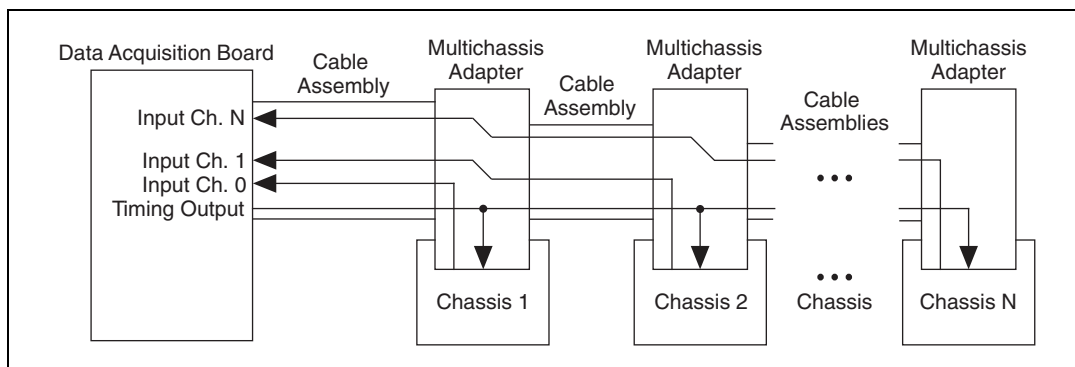 Data Acquisition Board
Cable
Assembly
Multichassis
Adapter
Cable
Assembly
Multichassis
Adapter
Cable
Assemblies
Multichassis
Adapter
Input Ch. N
Input Ch. 1
Input Ch. 0
Timing Output
Chassis 1
Chassis 2
Chassis
Chassis N